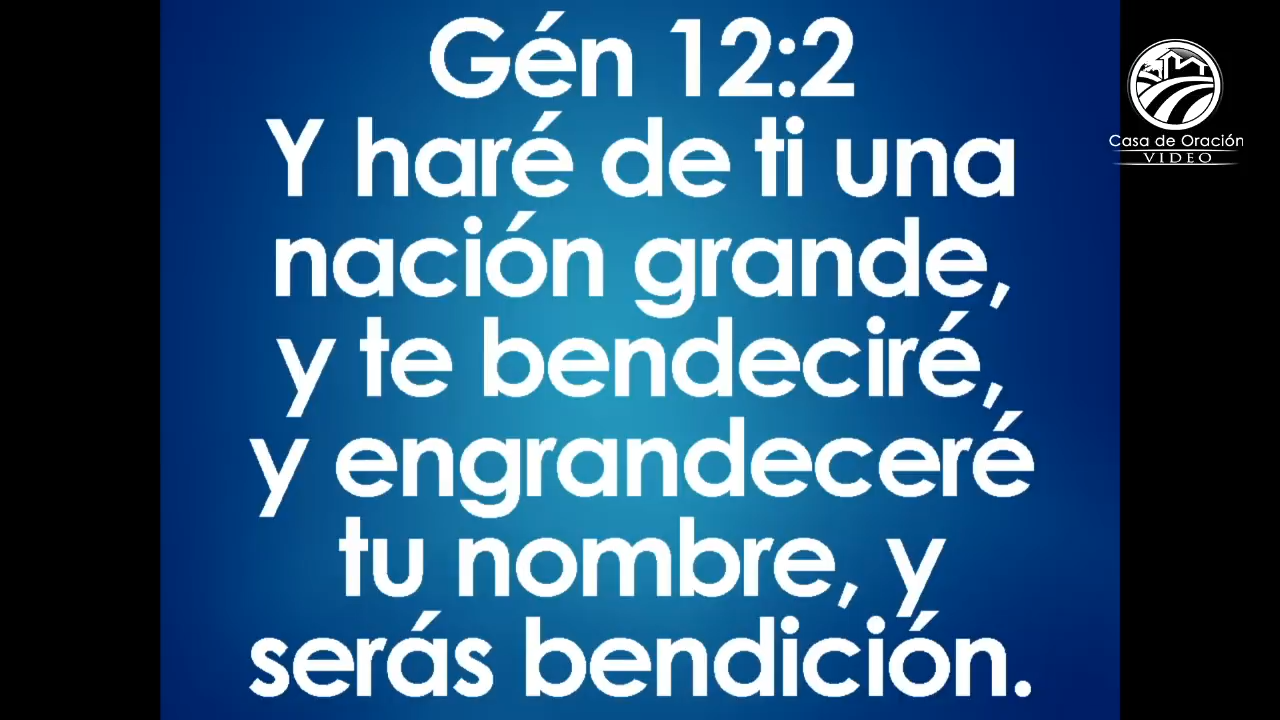 Gén 12:2
Y haré de ti una
nación grande,
y te bendeciré,
y engrandeceré
tu nombre, y
serás bendición.
Casa de Oración
VIDEO